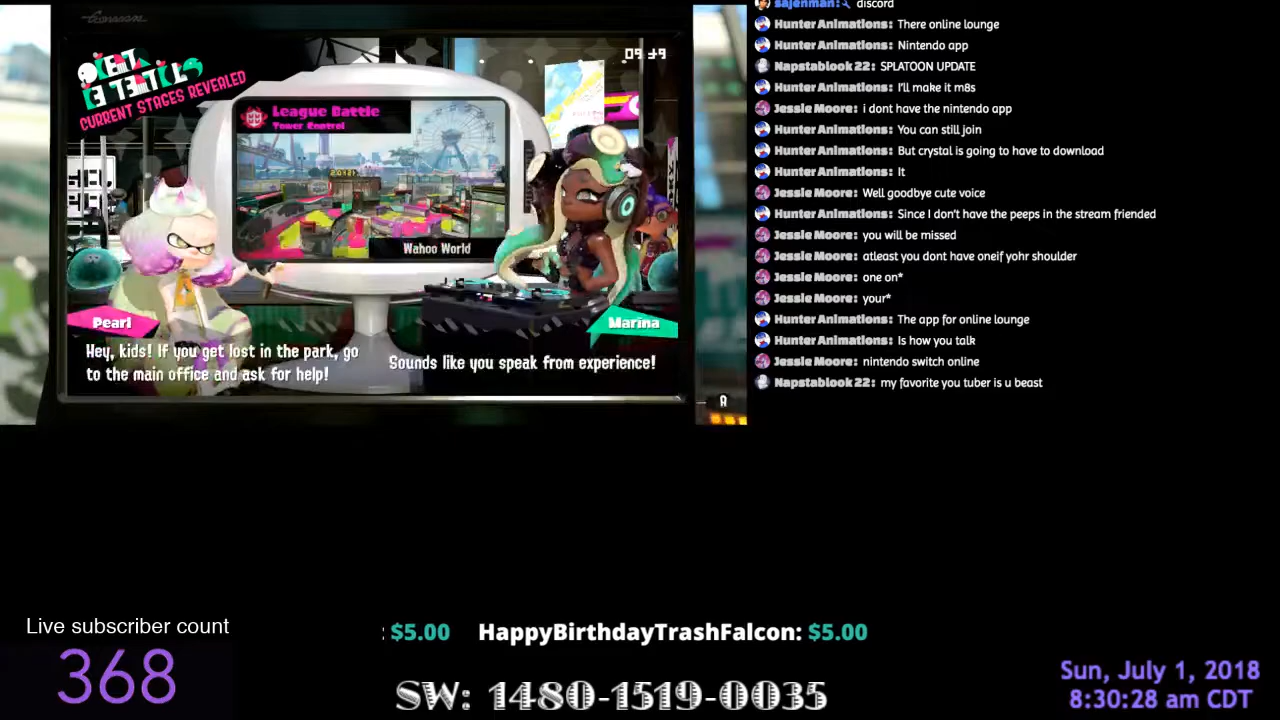 CURRENT STAGES REVEALED
League Battle
Tower Control
Wahoo World
Pearl
Marina
Hey, kids! If you get lost in the park, go
to the main office and ask for help!
Sounds like you speak from experience!
A
sajenman: discord
Hunter Animations: There online lounge
Hunter Animations: Nintendo app
Napstablook 22: SPLATOON UPDATE
Hunter Animations: I'll make it m8s
Jessie Moore: i dont have the nintendo app
Hunter Animations: You can still join
Hunter Animations: But crystal is going to have to download
Hunter Animations: It
Jessie Moore: Well goodbye cute voice
Hunter Animations: Since I don't have the peeps in the stream friended
Jessie Moore: you will be missed
Jessie Moore: atleast you dont have oneif yohr shoulder
Jessie Moore: one on*
Jessie Moore: your*
Hunter Animations: The app for online lounge
Hunter Animations: Is how you talk
Jessie Moore: nintendo switch online
Napstablook 22: my favorite you tuber is u beast
Live subscriber count
368
: $5.00 HappyBirthdayTrashFalcon: $5.00
SW: 1480-1519-0035
Sun, July 1, 2018
8:30:28 am CDT